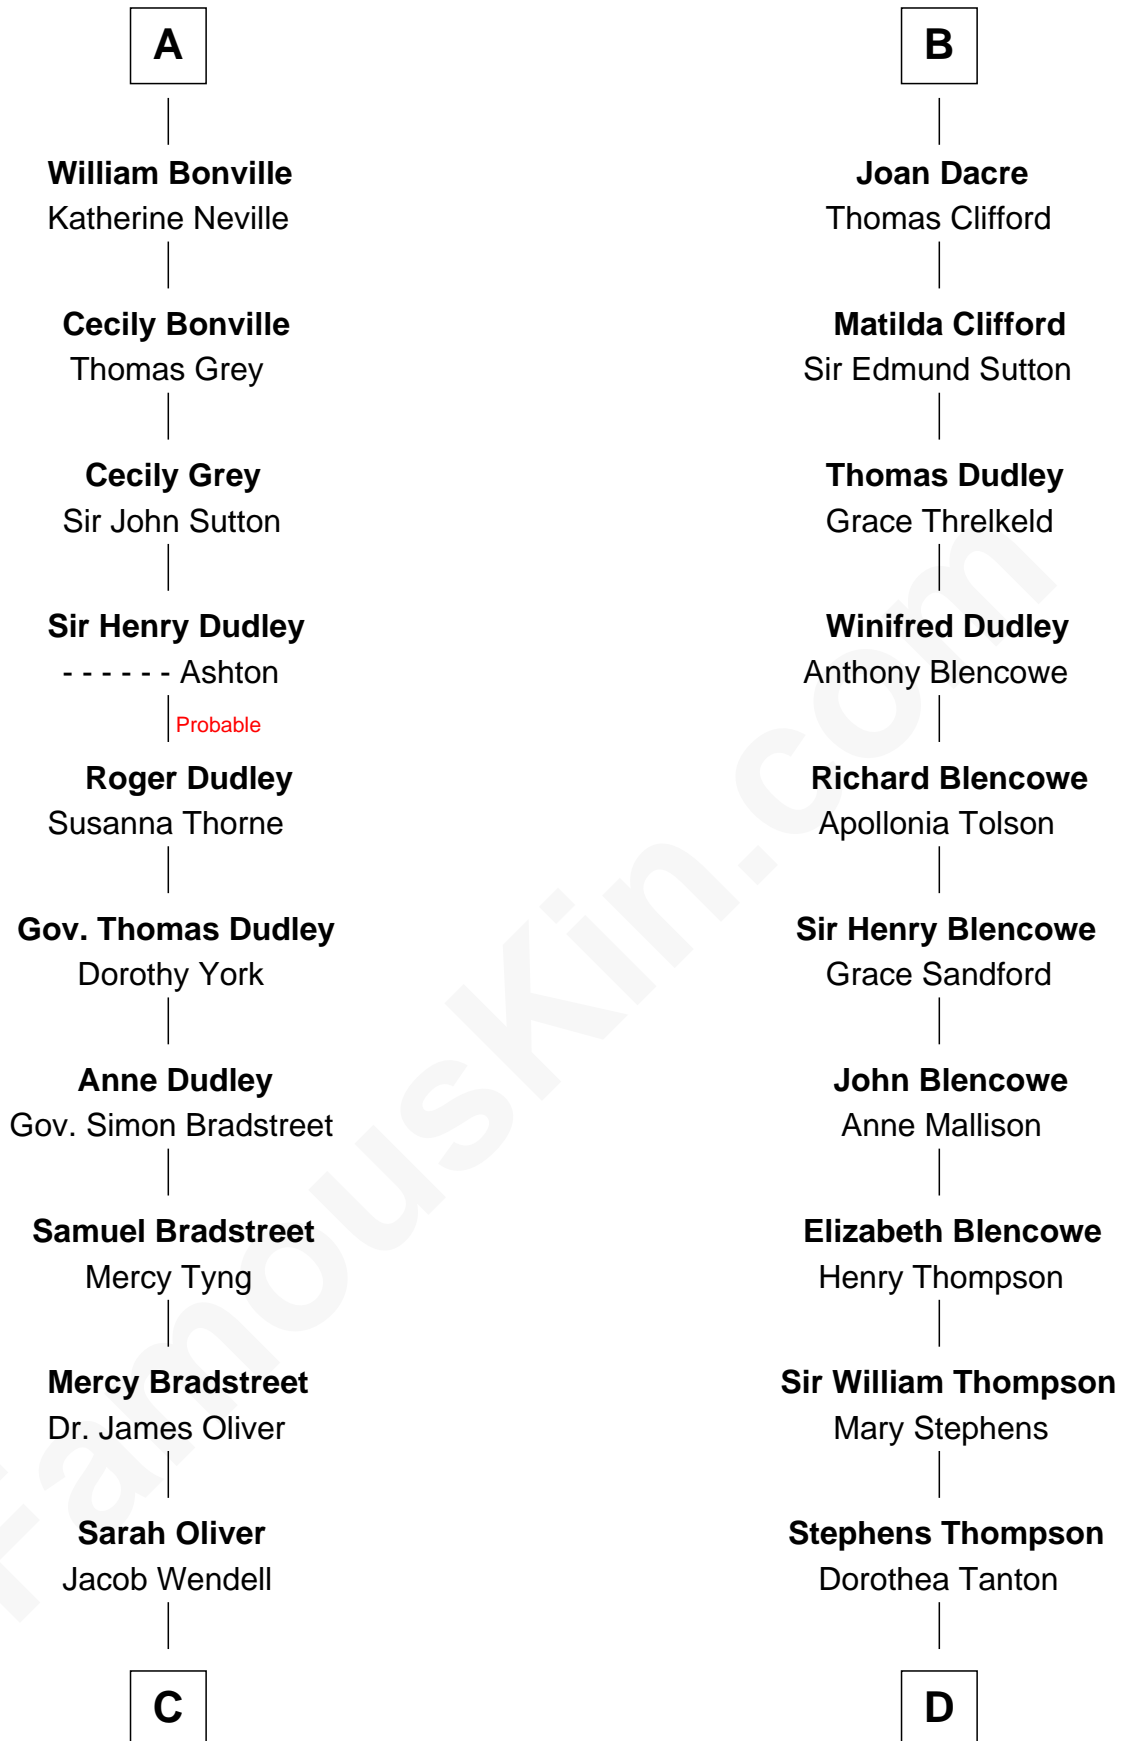 A
William Bonville
Katherine Neville
Cecily Bonville
Thomas Grey
Cecily Grey
Sir John Sutton
Sir Henry Dudley
- - - - - - Ashton
Probable
Roger Dudley
Susanna Thorne
Gov. Thomas Dudley
Dorothy York
Anne Dudley
Gov. Simon Bradstreet
Samuel Bradstreet
Mercy Tyng
Mercy Bradstreet
Dr. James Oliver
Sarah Oliver
Jacob Wendell
C
B
Joan Dacre
Thomas Clifford
Matilda Clifford
Sir Edmund Sutton
Thomas Dudley
Grace Threlkeld
Winifred Dudley
Anthony Blencowe
Richard Blencowe
Apollonia Tolson
Sir Henry Blencowe
Grace Sandford
John Blencowe
Anne Mallison
Elizabeth Blencowe
Henry Thompson
Sir William Thompson
Mary Stephens
Stephens Thompson
Dorothea Tanton
D
FamousKin.com